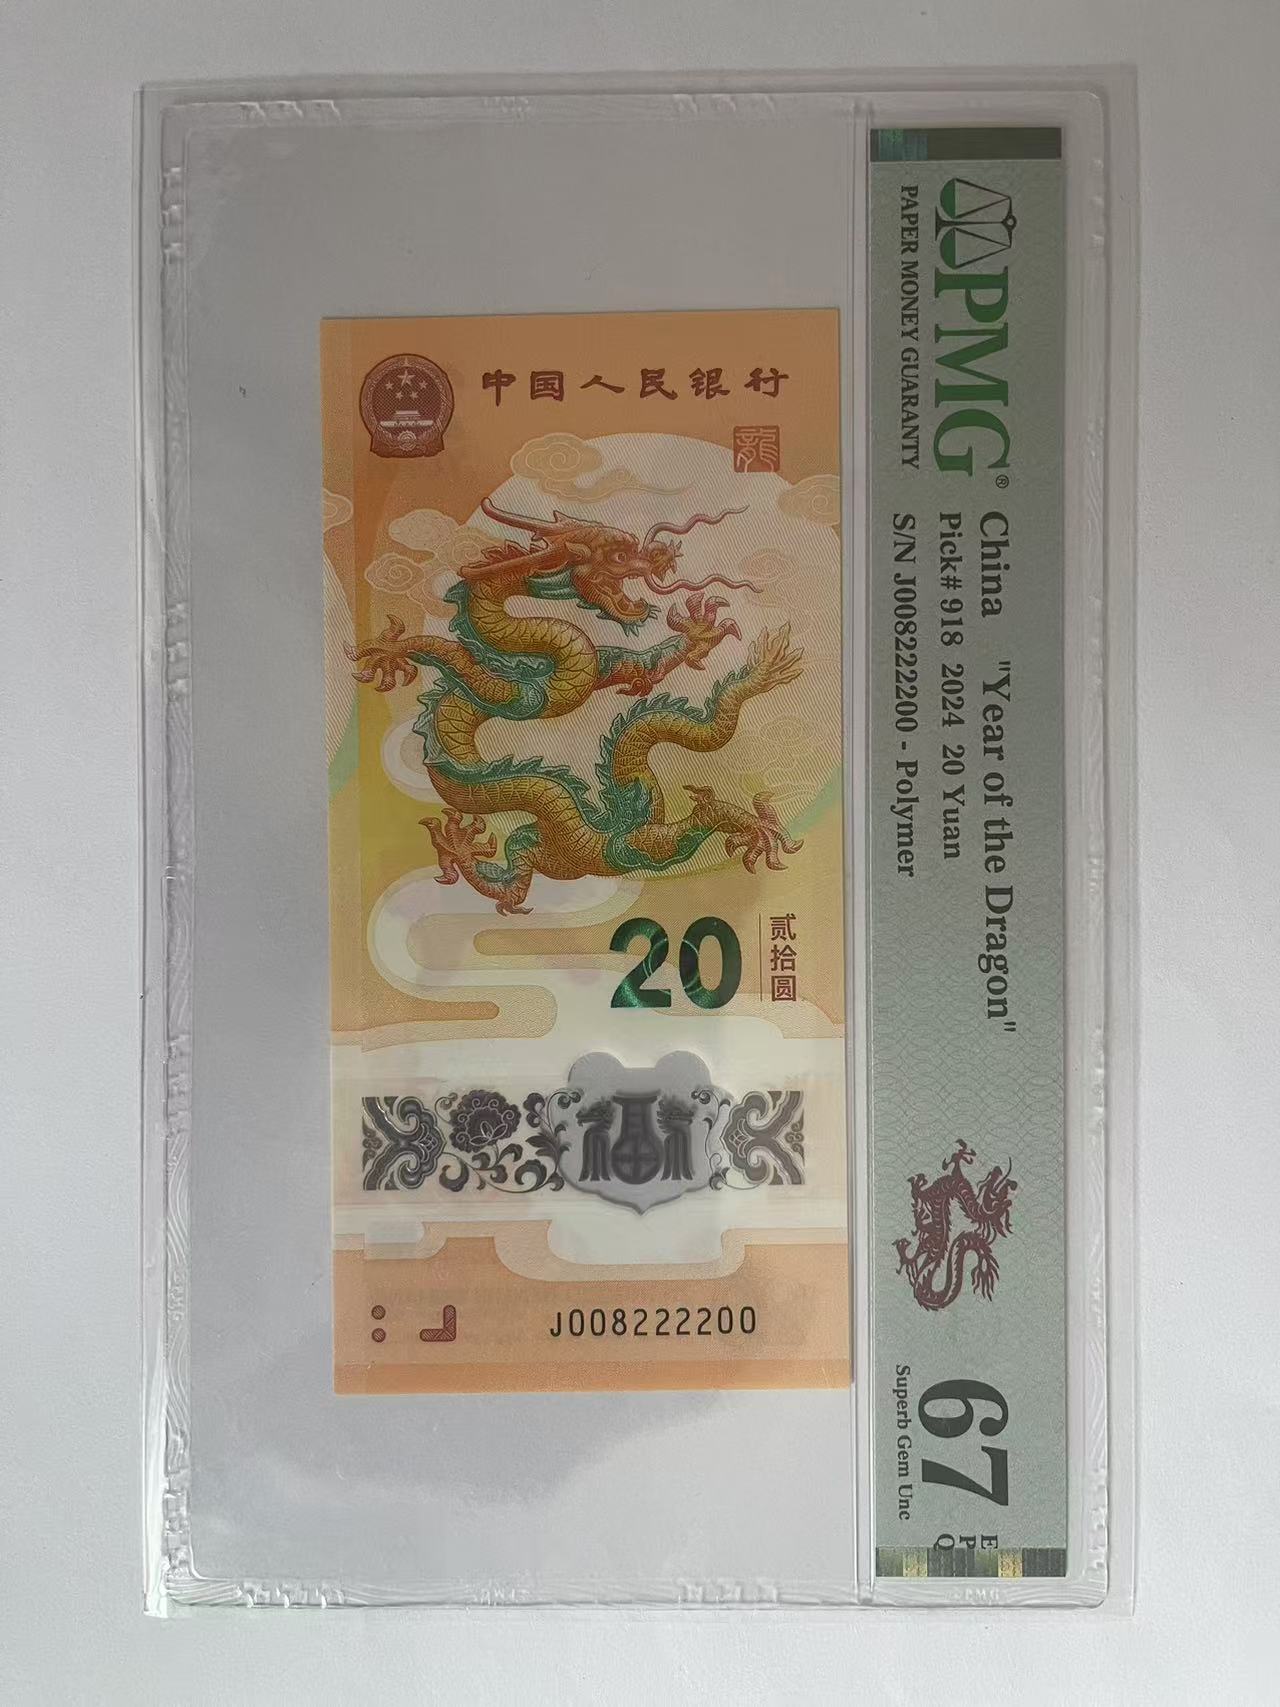 中国人民银行
龍
20
贰拾圆
J008222200
PMG®
PAPER MONEY GUARANTY
China "Year of the Dragon"
Pick# 918 2024 20 Yuan
S/N J008222200 - Polymer
67
EPQ
Superb Gem Unc